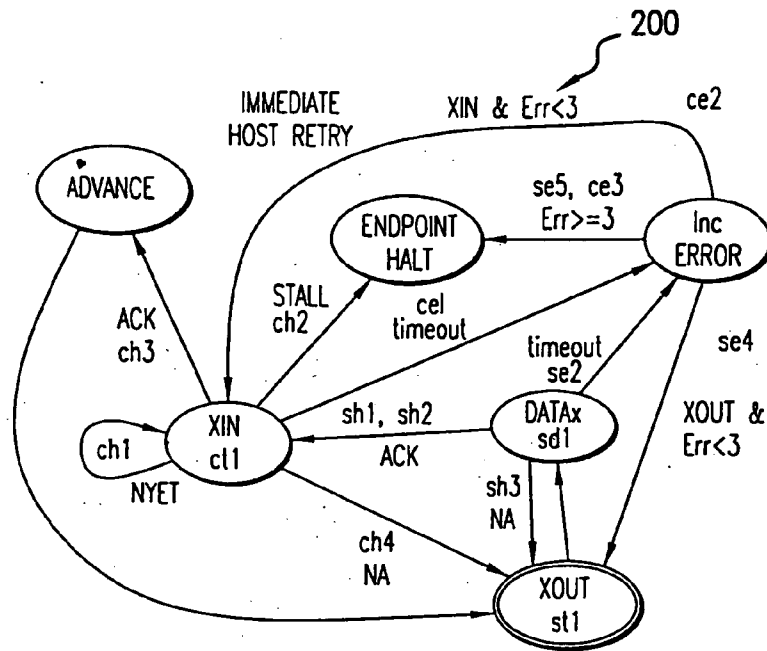 200
IMMEDIATE
HOST RETRY
XIN & Err<3
ce2
ADVANCE
ENDPOINT
HALT
se5, ce3
Err>=3
Inc
ERROR
ACK
ch3
STALL
ch2
cel
timeout
timeout
se2
se4
XOUT &
Err<3
XIN
ct1
ch1
NYET
sh1, sh2
ACK
DATAx
sd1
sh3
NA
ch4
NA
XOUT
st1